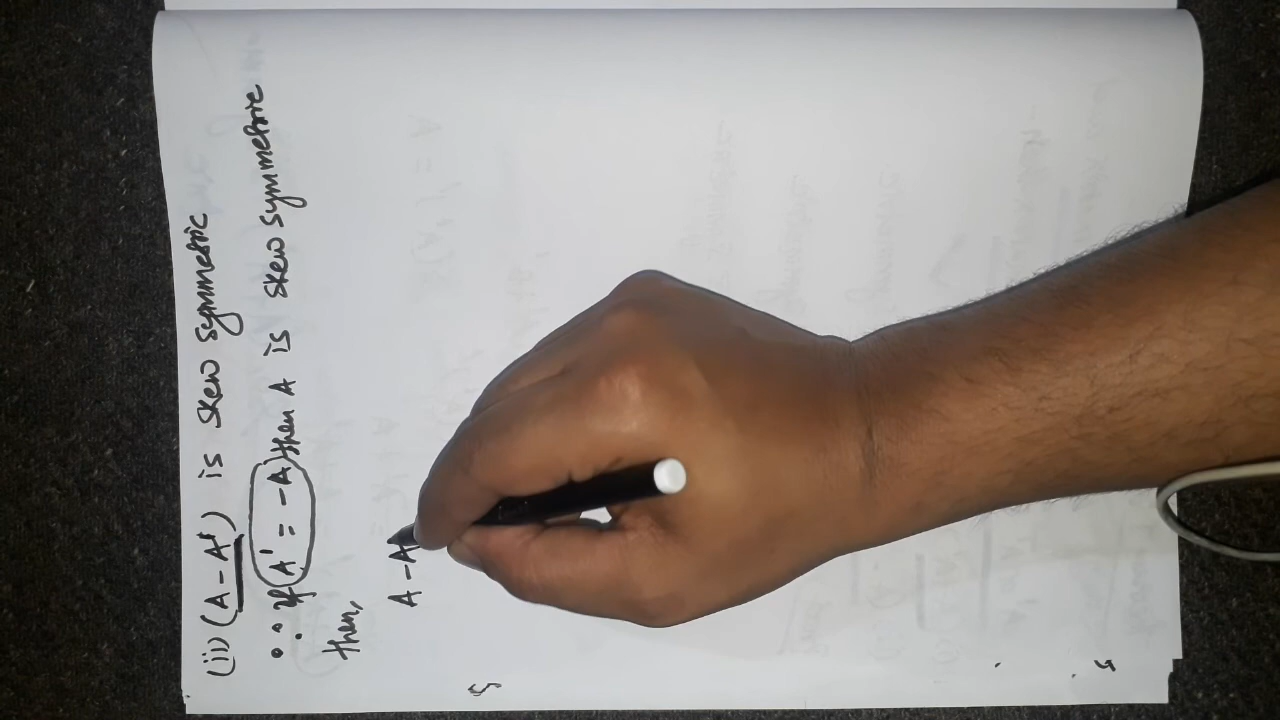 (ii) (A - A') is skew symmetric
∵ if A' = -A then A is skew symmetric
then,
A - A